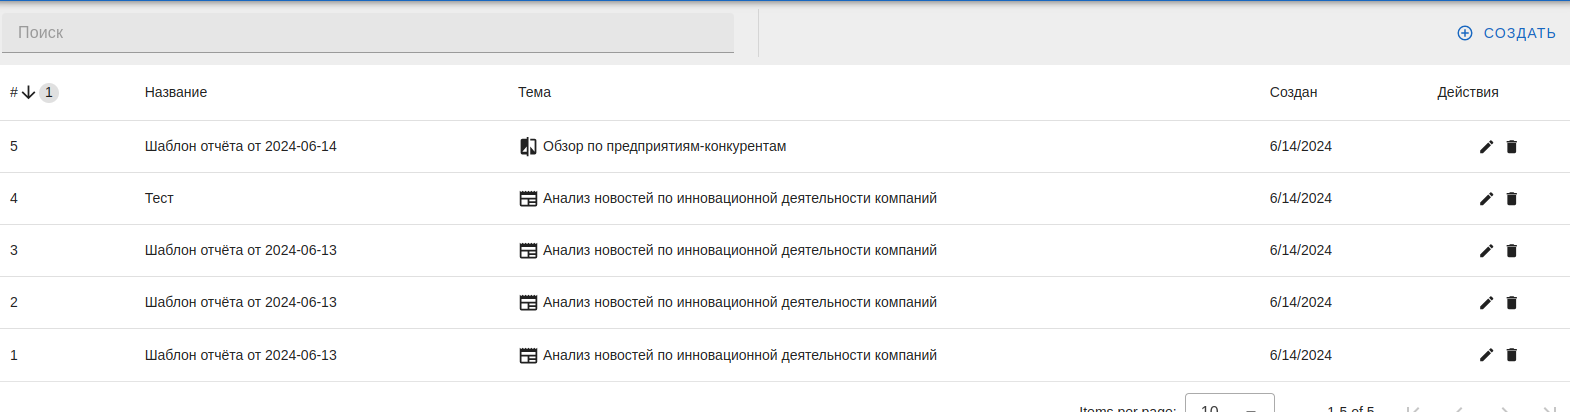 Поиск
СОЗДАТЬ
# 1 Название Тема Создан Действия
5 Шаблон отчёта от 2024-06-14 Обзор по предприятиям-конкурентам 6/14/2024
4 Тест Анализ новостей по инновационной деятельности компаний 6/14/2024
3 Шаблон отчёта от 2024-06-13 Анализ новостей по инновационной деятельности компаний 6/14/2024
2 Шаблон отчёта от 2024-06-13 Анализ новостей по инновационной деятельности компаний 6/14/2024
1 Шаблон отчёта от 2024-06-13 Анализ новостей по инновационной деятельности компаний 6/14/2024
Items per page: 10 1-5 of 5